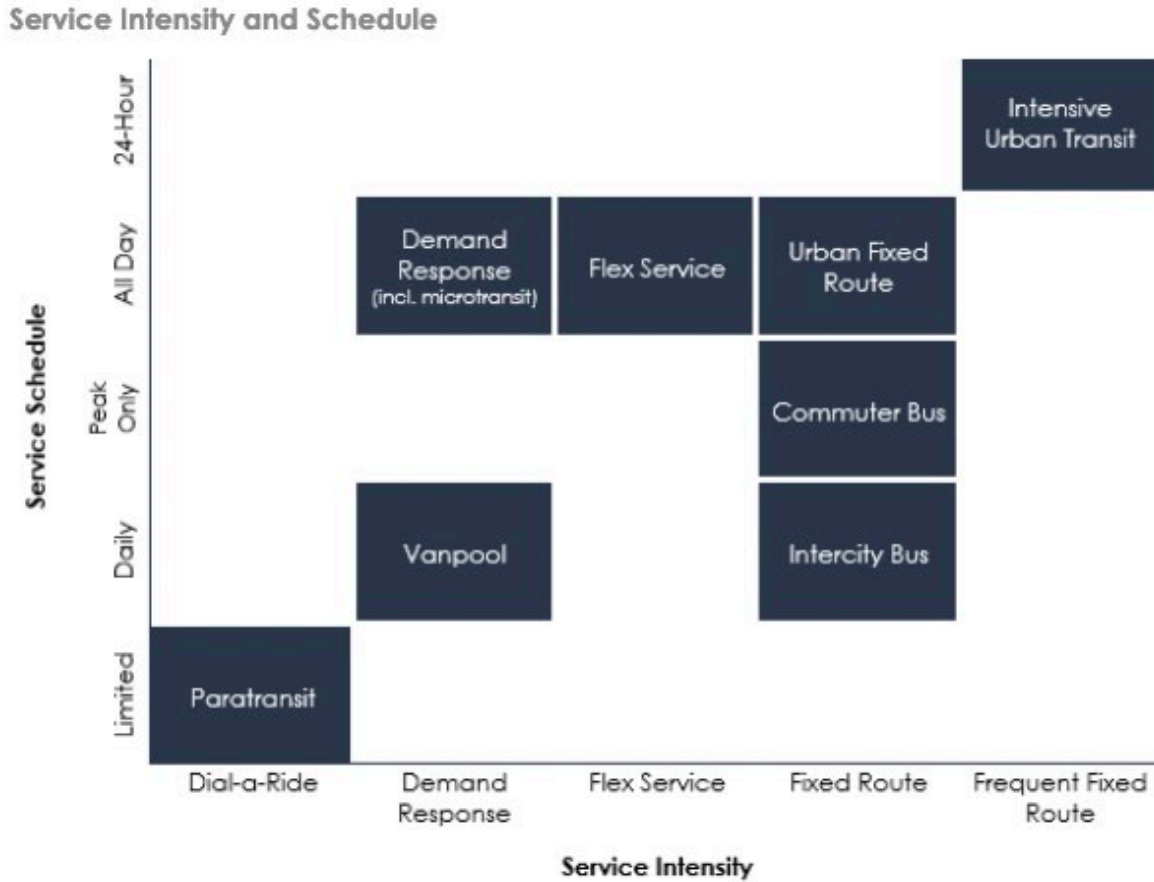 Service Intensity and Schedule
Service Schedule
24-Hour
All Day
Peak
Only
Daily
Limited
Intensive
Urban Transit
Demand
Response
(incl. microtransit)
Flex Service
Urban Fixed
Route
Commuter Bus
Vanpool
Intercity Bus
Paratransit
Dial-a-Ride
Demand
Response
Flex Service
Fixed Route
Frequent Fixed
Route
Service Intensity